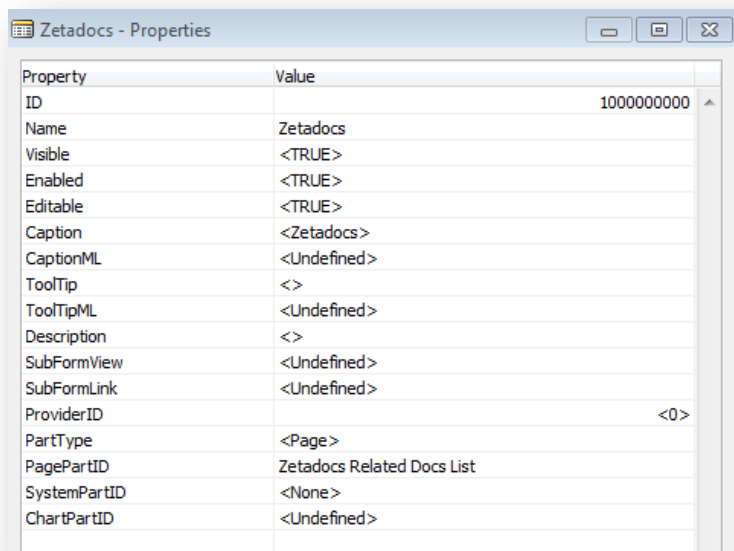 Zetadocs - Properties
Property Value
ID 1000000000
Name Zetadocs
Visible <TRUE>
Enabled <TRUE>
Editable <TRUE>
Caption <Zetadocs>
CaptionML <Undefined>
ToolTip <>
ToolTipML <Undefined>
Description <>
SubFormView <Undefined>
SubFormLink <Undefined>
ProviderID <0>
PartType <Page>
PagePartID Zetadocs Related Docs List
SystemPartID <None>
ChartPartID <Undefined>